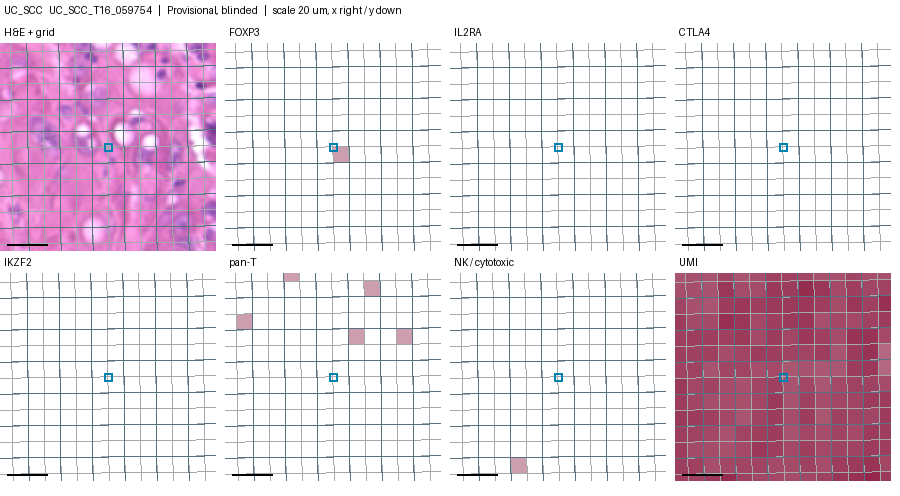 UC_SCC UC_SCC_T16_059754 | Provisional, blinded | scale 20 um, x right / y down
H&E + grid
FOXP3
IL2RA
CTLA4
IKZF2
pan-T
NK / cytotoxic
UMI